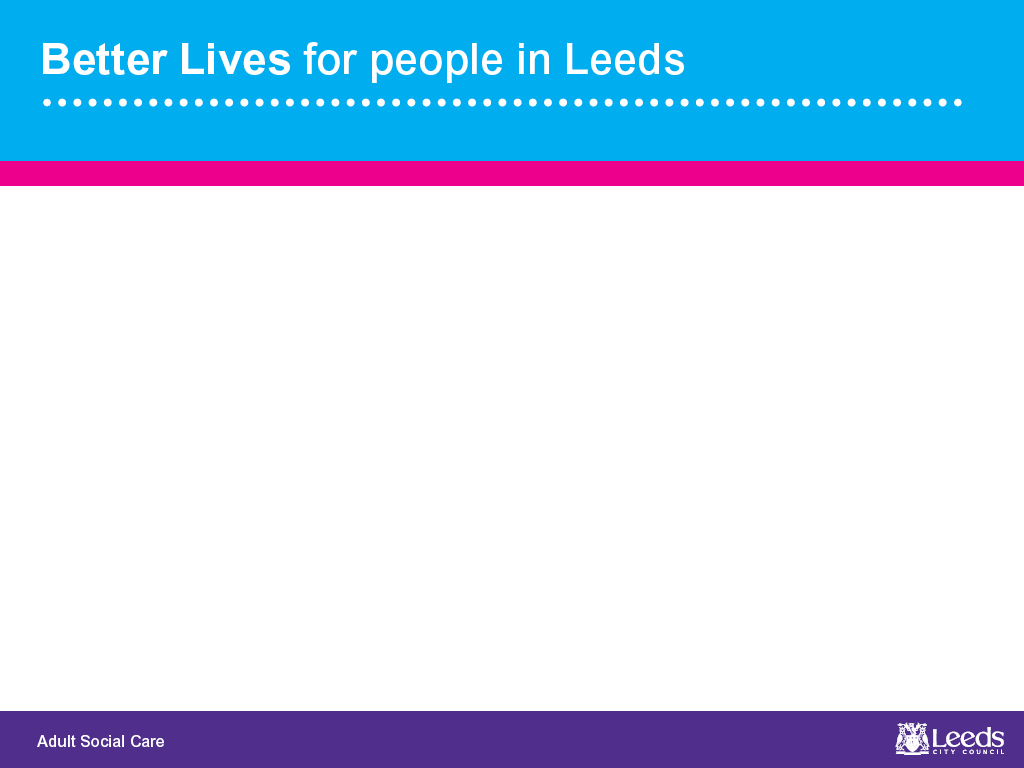 Better Lives for people in Leeds
Adult Social Care
Leeds
CITY COUNCIL